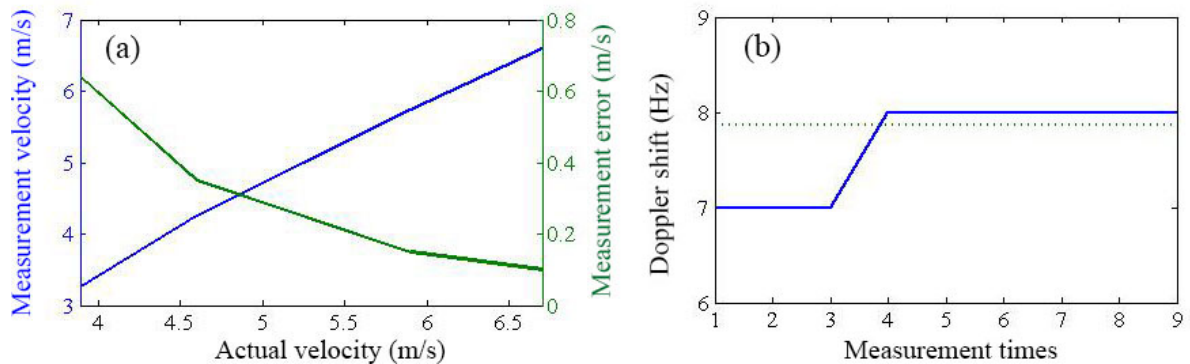 (a)
Measurement velocity (m/s)
7
6
5
4
3
0.8
0.6
0.4
0.2
0
Measurement error (m/s)
4 4.5 5 5.5 6 6.5
Actual velocity (m/s)
(b)
Doppler shift (Hz)
9
8
7
6
1 2 3 4 5 6 7 8 9
Measurement times